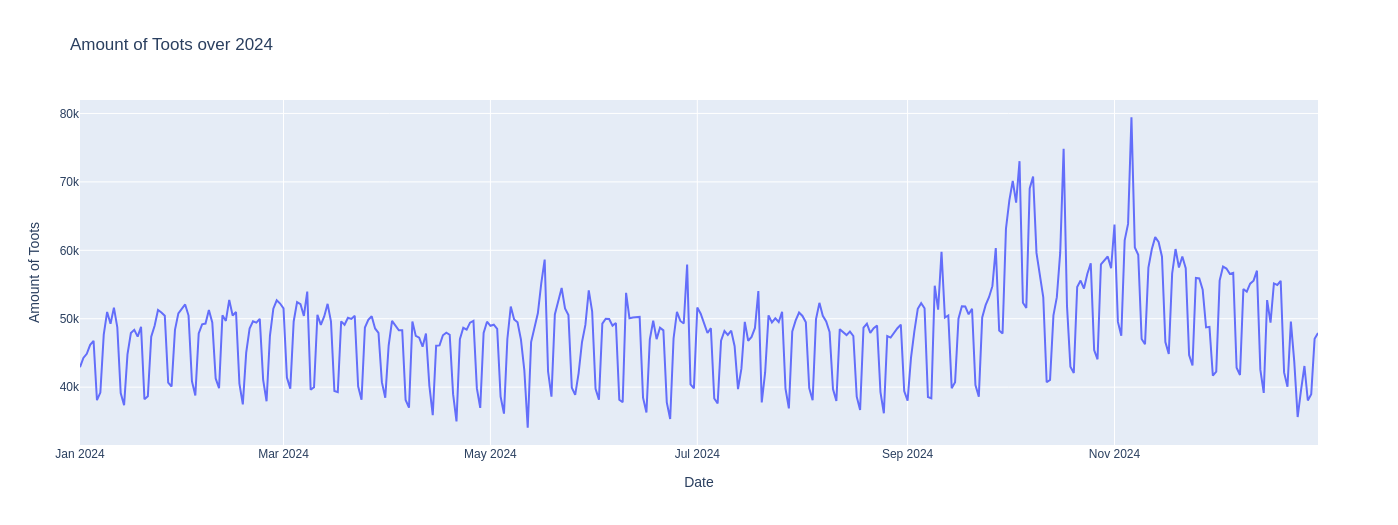 Amount of Toots over 2024
80k
70k
60k
50k
40k
Amount of Toots
Jan 2024
Mar 2024
May 2024
Jul 2024
Sep 2024
Nov 2024
Date